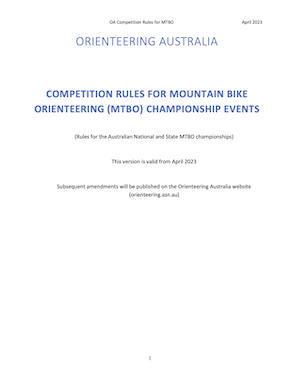 OA Competition Rules for MTBO April 2023
ORIENTEERING AUSTRALIA
COMPETITION RULES FOR MOUNTAIN BIKE
ORIENTEERING (MTBO) CHAMPIONSHIP EVENTS
(Rules for the Australian National and State MTBO championships)
This version is valid from April 2023
Subsequent amendments will be published on the Orienteering Australia website
(orienteering.asn.au)
1